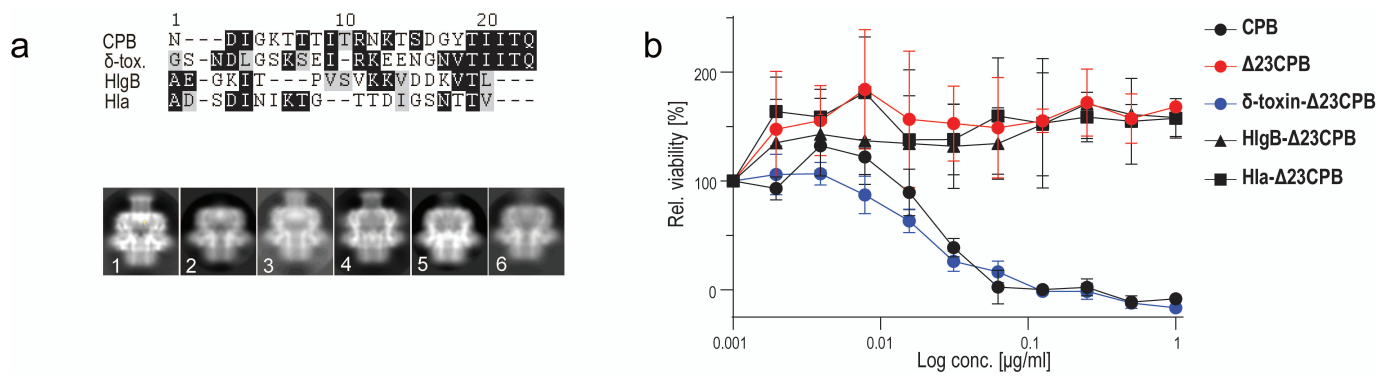 a
1 10 20
CPB N---DIGKTTTITRNKTSDGYTIITQ
δ-tox. GS-NDLGSKSEI-RKEENGNVTIITQ
HlgB AE-GKIT---PVSVKKVDDKVTL---
Hla AD-SDINIKTG--TTDIGSNTTV---
1 2 3 4 5 6
b
Rel. viability [%]
200
100
0
0.001 0.01 0.1 1
Log conc. [µg/ml]
CPB
Δ23CPB
δ-toxin-Δ23CPB
HlgB-Δ23CPB
Hla-Δ23CPB